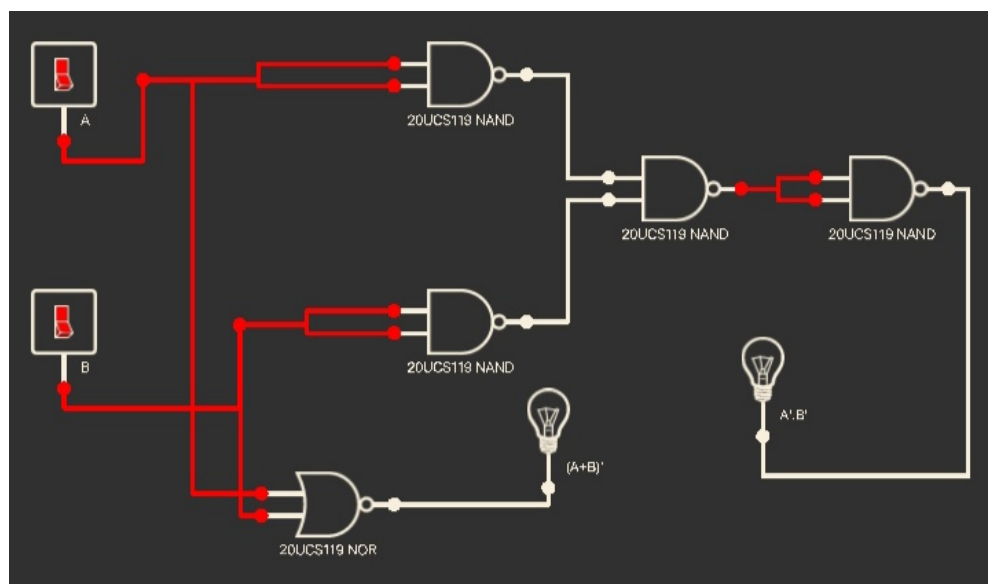 A
20UCS119 NAND
20UCS119 NAND
20UCS119 NAND
B
20UCS119 NAND
A'.B'
(A+B)'
20UCS119 NOR